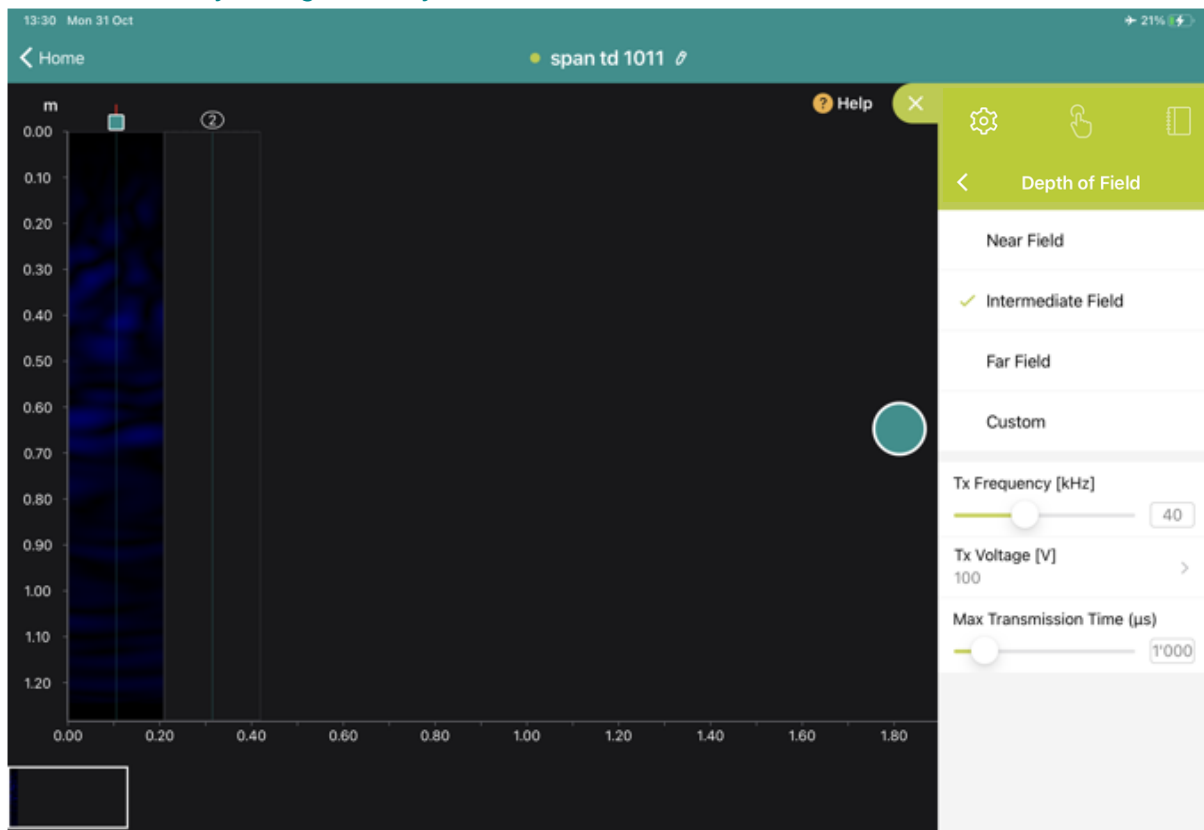 13:30 Mon 31 Oct
21%
Home
span td 1011
m
2
? Help
0.00
0.10
0.20
0.30
0.40
0.50
0.60
0.70
0.80
0.90
1.00
1.10
1.20
0.00 0.20 0.40 0.60 0.80 1.00 1.20 1.40 1.60 1.80
Depth of Field
Near Field
Intermediate Field
Far Field
Custom
Tx Frequency [kHz]
40
Tx Voltage [V]
100
Max Transmission Time (µs)
1'000